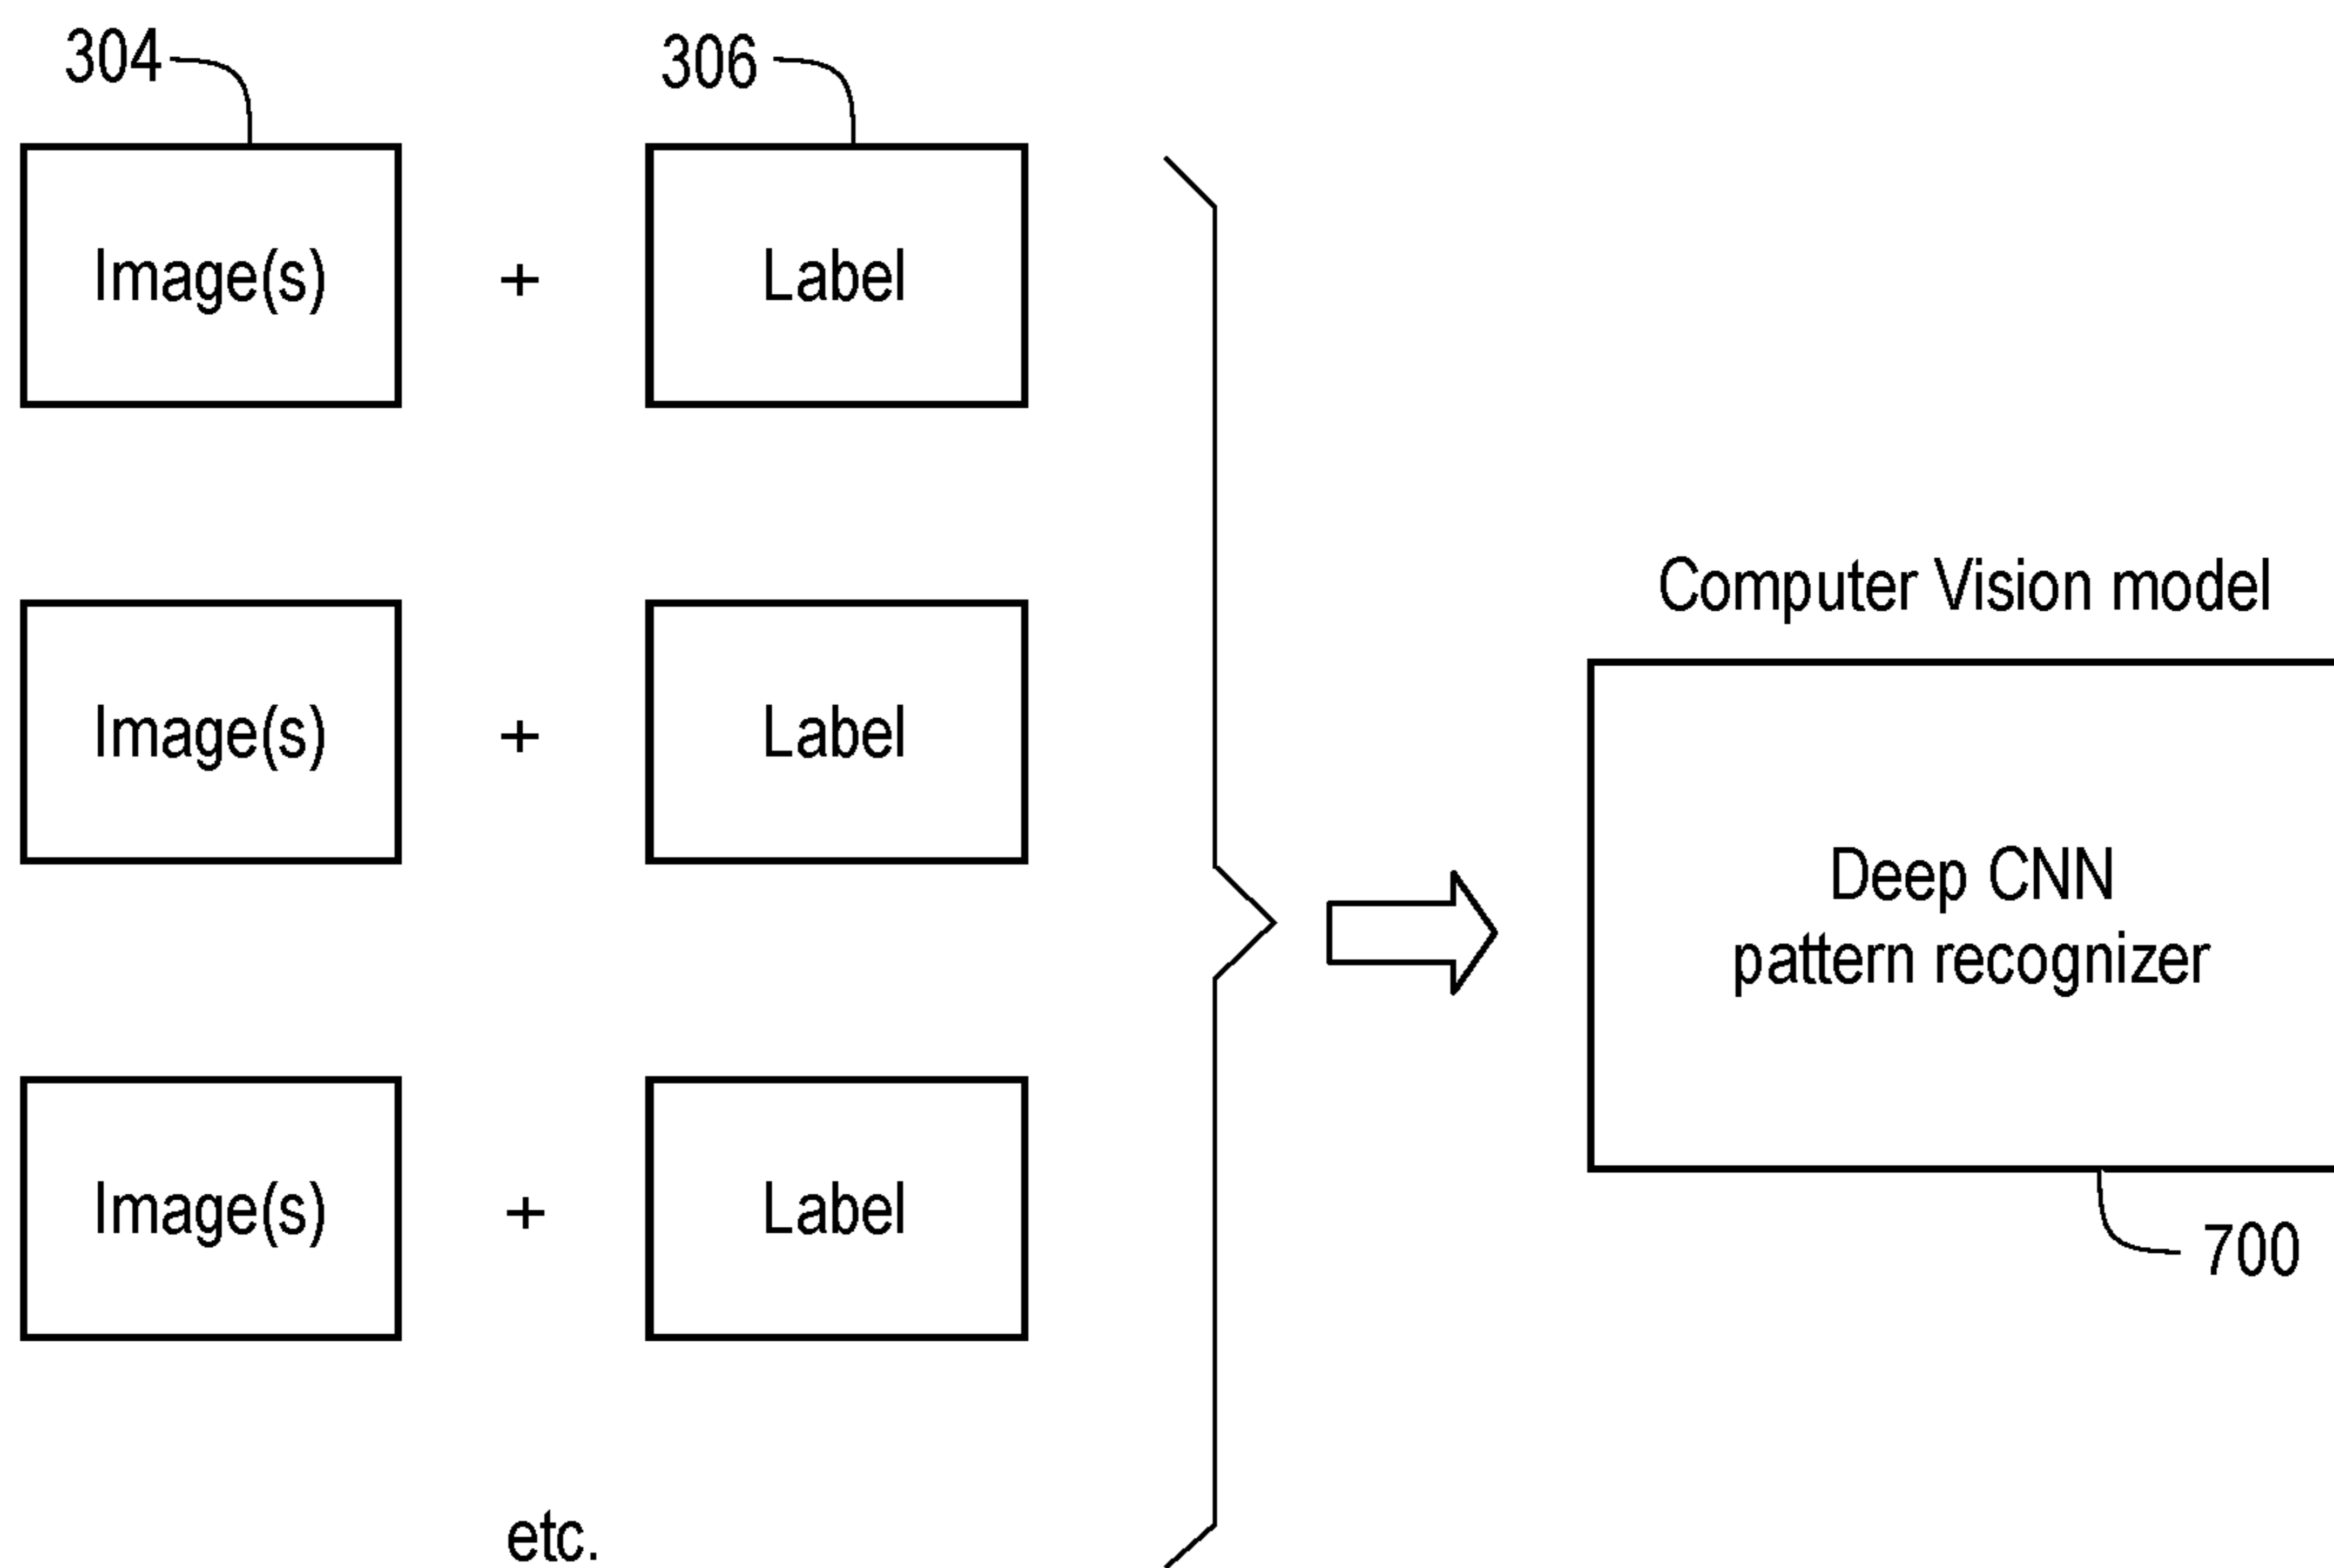 304
306
Image(s)
+
Label
Image(s)
+
Label
Computer Vision model
Deep CNN
pattern recognizer
Image(s)
+
Label
700
etc.